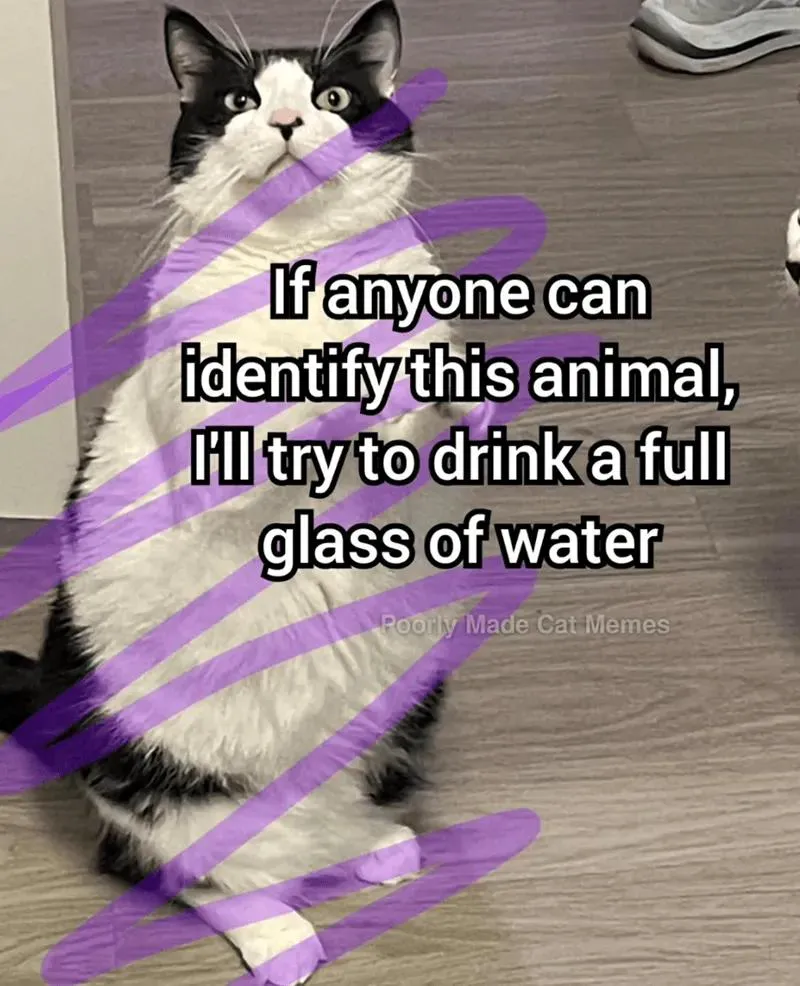 If anyone can
identify this animal,
I'll try to drink a full
glass of water
Poorly Made Cat Memes